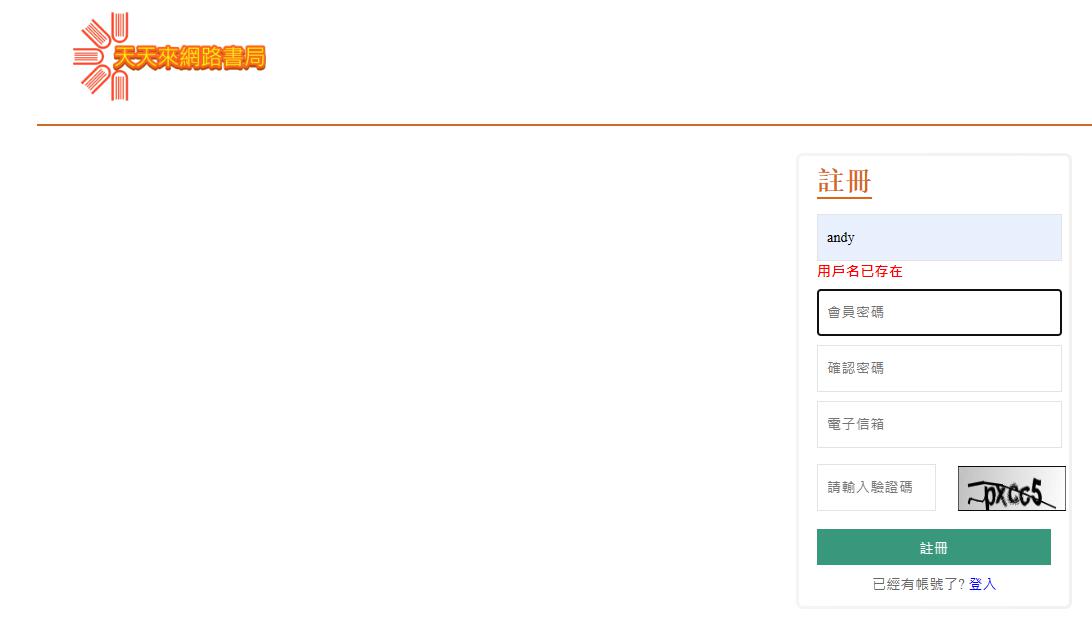 天天來網路書局
註冊
andy
用戶名已存在
會員密碼
確認密碼
電子信箱
請輸入驗證碼
pxcc5
註冊
已經有帳號了? 登入